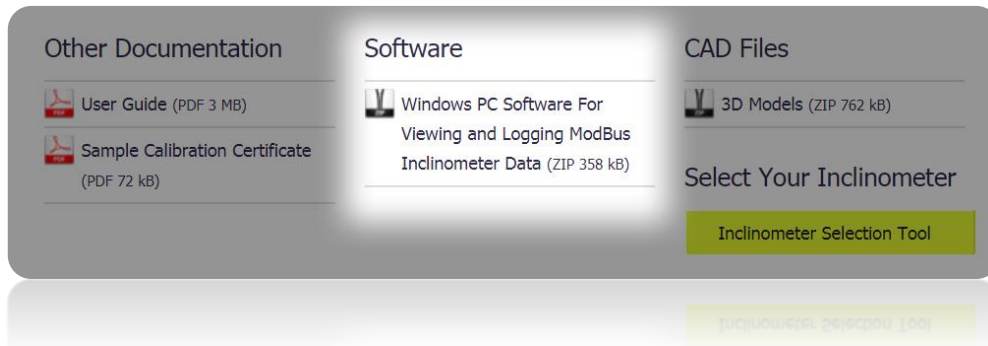 Other Documentation
User Guide (PDF 3 MB)
Sample Calibration Certificate
(PDF 72 kB)
Software
Windows PC Software For
Viewing and Logging ModBus
Inclinometer Data (ZIP 358 kB)
CAD Files
3D Models (ZIP 762 kB)
Select Your Inclinometer
Inclinometer Selection Tool